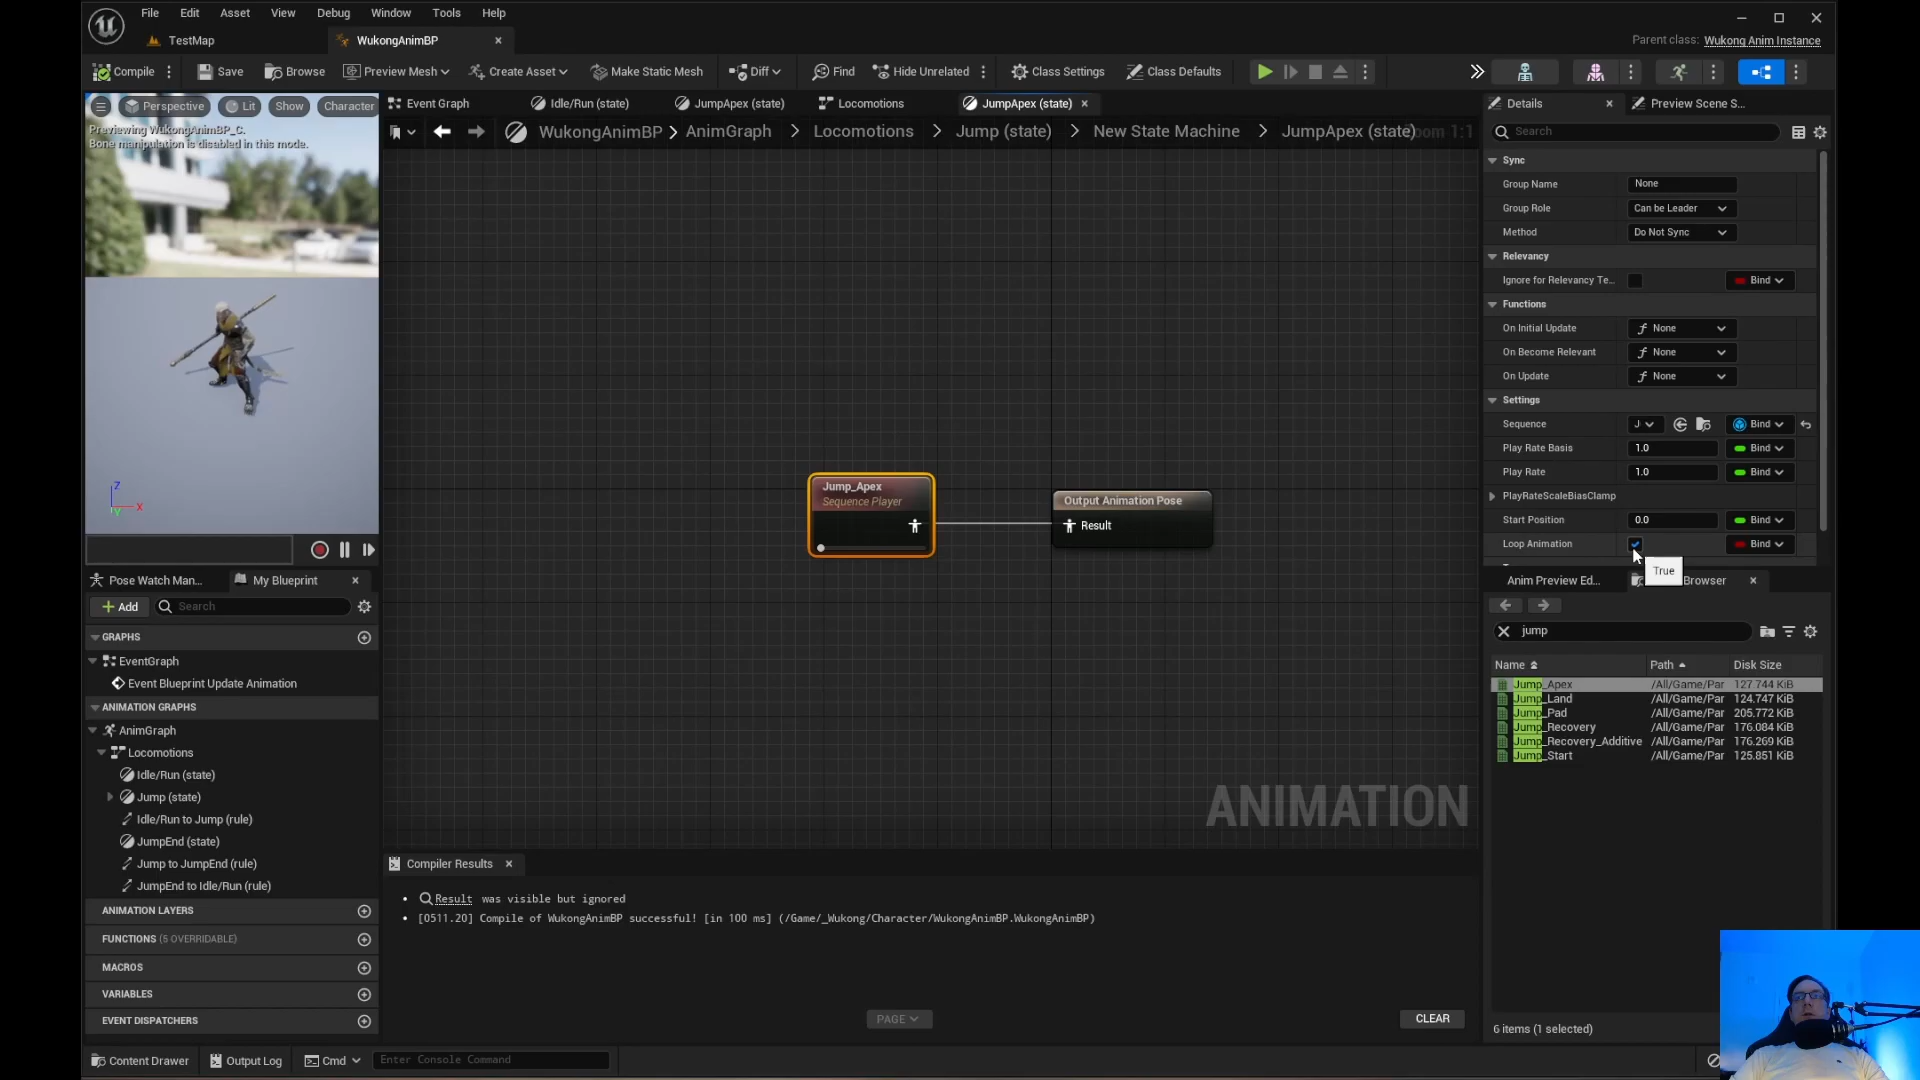 File Edit Asset View Debug Window Tools Help
TestMap
WukongAnimBP
Parent class: Wukong Anim Instance
Compile
Save
Browse
Preview Mesh
Create Asset
Make Static Mesh
Diff
Find
Hide Unrelated
Class Settings
Class Defaults
Perspective
Lit
Show
Character
Previewing WukongAnimBP_C.
Bone manipulation is disabled in this mode.
Event Graph
Idle/Run (state)
JumpApex (state)
Locomotions
JumpApex (state)
WukongAnimBP > AnimGraph > Locomotions > Jump (state) > New State Machine > JumpApex (state)
Zoom 1:1
Jump_Apex
Sequence Player
Output Animation Pose
Result
ANIMATION
Z
X
Y
Pose Watch Man...
My Blueprint
+ Add
Search
GRAPHS
EventGraph
Event Blueprint Update Animation
ANIMATION GRAPHS
AnimGraph
Locomotions
Idle/Run (state)
Jump (state)
Idle/Run to Jump (rule)
JumpEnd (state)
Jump to JumpEnd (rule)
JumpEnd to Idle/Run (rule)
ANIMATION LAYERS
FUNCTIONS (5 OVERRIDABLE)
MACROS
VARIABLES
EVENT DISPATCHERS
Compiler Results
Result was visible but ignored
[0511.20] Compile of WukongAnimBP successful! [in 100 ms] (/Game/_Wukong/Character/WukongAnimBP.WukongAnimBP)
PAGE
CLEAR
Details
Preview Scene S...
Search
Sync
Group Name None
Group Role Can be Leader
Method Do Not Sync
Relevancy
Ignore for Relevancy Te... Bind
Functions
On Initial Update None
On Become Relevant None
On Update None
Settings
Sequence J Bind
Play Rate Basis 1.0 Bind
Play Rate 1.0 Bind
PlayRateScaleBiasClamp
Start Position 0.0 Bind
Loop Animation Bind
True
Anim Preview Ed...
Browser
jump
Name Path Disk Size
Jump_Apex /All/Game/Par 127.744 KiB
Jump_Land /All/Game/Par 124.747 KiB
Jump_Pad /All/Game/Par 205.772 KiB
Jump_Recovery /All/Game/Par 176.084 KiB
Jump_Recovery_Additive /All/Game/Par 176.269 KiB
Jump_Start /All/Game/Par 125.851 KiB
6 items (1 selected)
Content Drawer
Output Log
Cmd
Enter Console Command